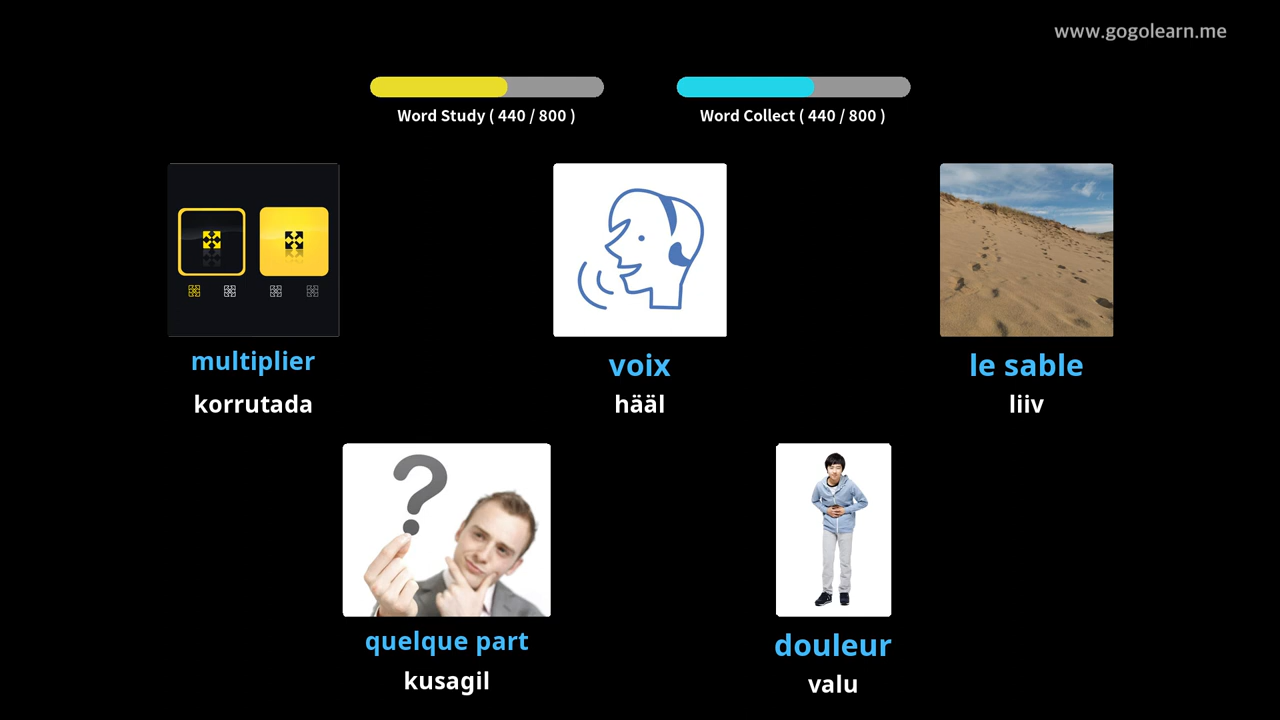 www.gogolearn.me
Word Study ( 440 / 800 )
Word Collect ( 440 / 800 )
multiplier
korrutada
voix
hääl
le sable
liiv
?
quelque part
kusagil
douleur
valu